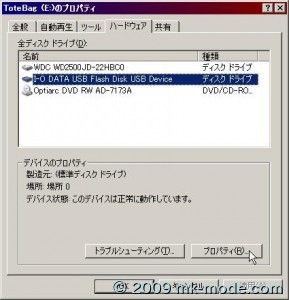 ToteBag (E:)のプロパティ
全般 自動再生 ツール ハードウェア 共有
全ディスク ドライブ(D):
名前 種類
WDC WD2500JD-22HBC0 ディスク ドライブ
I-O DATA USB Flash Disk USB Device ディスク ドライブ
Optiarc DVD RW AD-7173A DVD/CD-RO...
デバイスのプロパティ
製造元: (標準ディスク ドライブ)
場所: 場所 0
デバイス状態: このデバイスは正常に動作しています。
トラブルシューティング(T)... プロパティ(R)...
OK キャンセル
© 2009 mk-mode.com